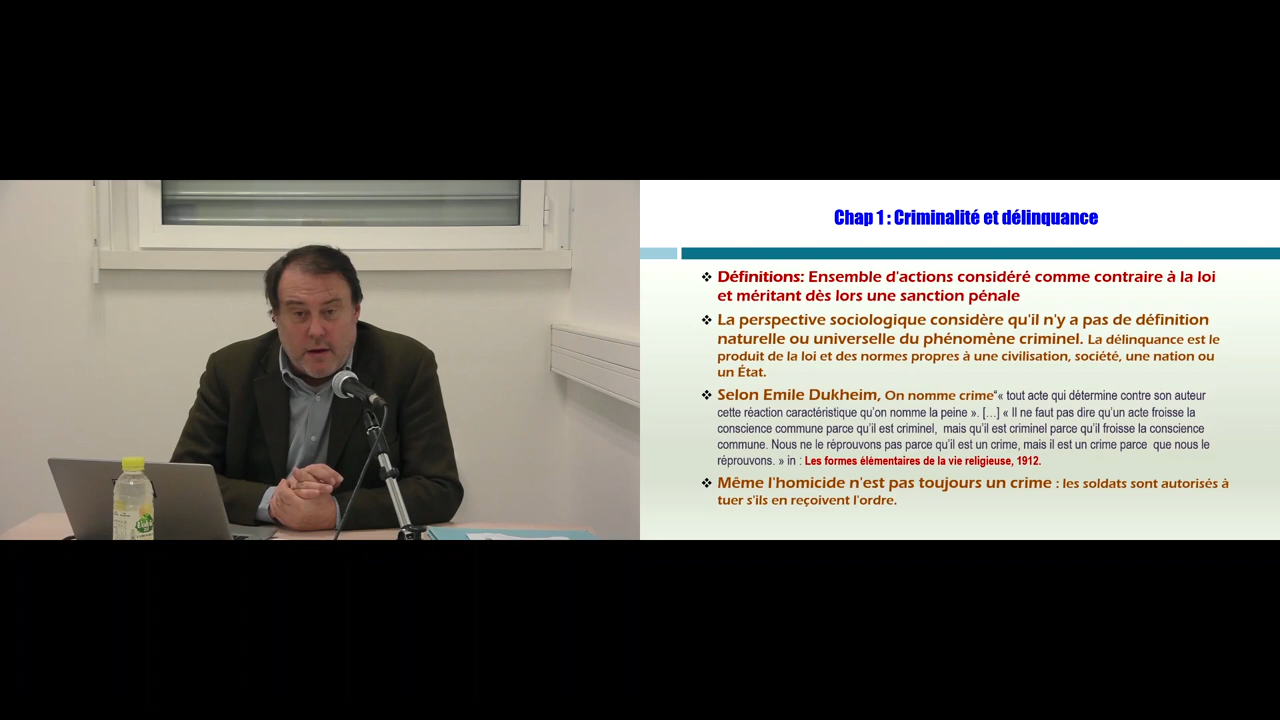 Chap 1 : Criminalité et délinquance
❖ Définitions: Ensemble d'actions considéré comme contraire à la loi
et méritant dès lors une sanction pénale
❖ La perspective sociologique considère qu'il n'y a pas de définition
naturelle ou universelle du phénomène criminel. La délinquance est le
produit de la loi et des normes propres à une civilisation, société, une nation ou
un État.
❖ Selon Emile Dukheim, On nomme crime“« tout acte qui détermine contre son auteur
cette réaction caractéristique qu’on nomme la peine ». […] « Il ne faut pas dire qu’un acte froisse la
conscience commune parce qu’il est criminel, mais qu’il est criminel parce qu’il froisse la conscience
commune. Nous ne le réprouvons pas parce qu’il est un crime, mais il est un crime parce que nous le
réprouvons. » in : Les formes élémentaires de la vie religieuse, 1912.
❖ Même l'homicide n'est pas toujours un crime : les soldats sont autorisés à
tuer s'ils en reçoivent l'ordre.